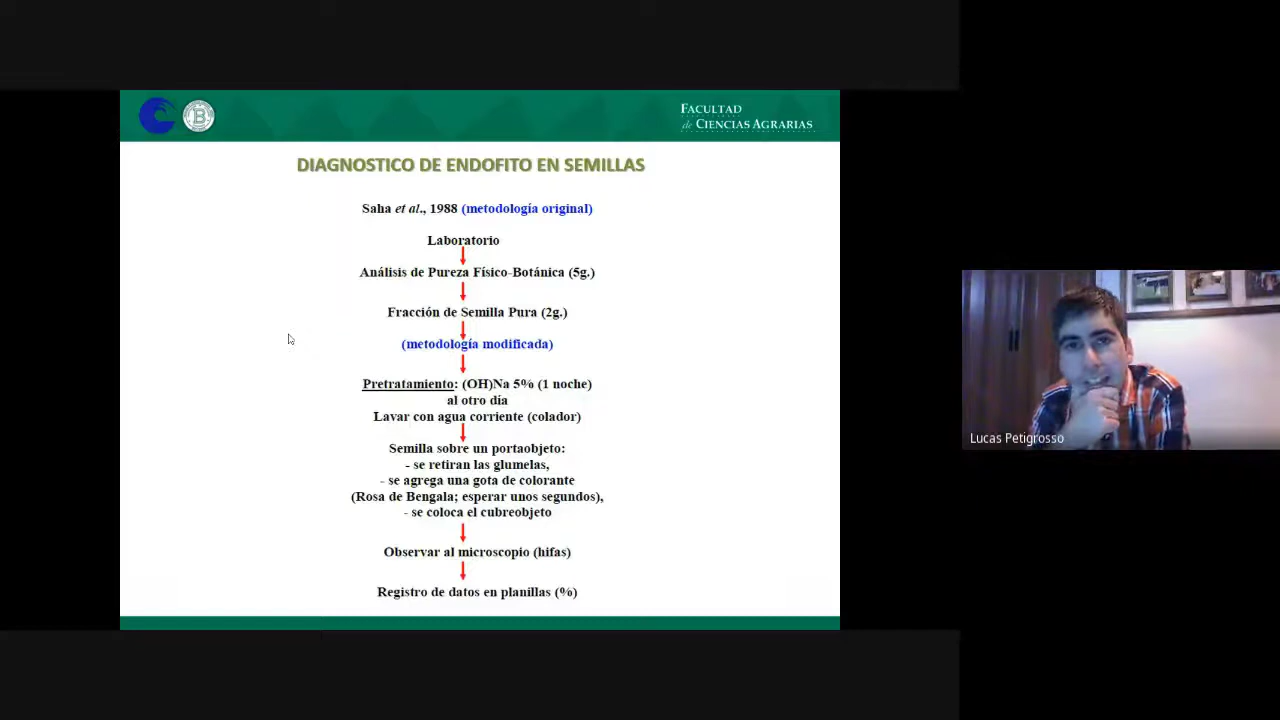 FACULTAD
de CIENCIAS AGRARIAS
DIAGNOSTICO DE ENDOFITO EN SEMILLAS
Saha et al., 1988 (metodología original)
Laboratorio
Análisis de Pureza Físico-Botánica (5g.)
Fracción de Semilla Pura (2g.)
(metodología modificada)
Pretratamiento: (OH)Na 5% (1 noche)
al otro día
Lavar con agua corriente (colador)
Semilla sobre un portaobjeto:
- se retiran las glumelas,
- se agrega una gota de colorante
(Rosa de Bengala; esperar unos segundos),
- se coloca el cubreobjeto
Observar al microscopio (hifas)
Registro de datos en planillas (%)
Lucas Petigrosso